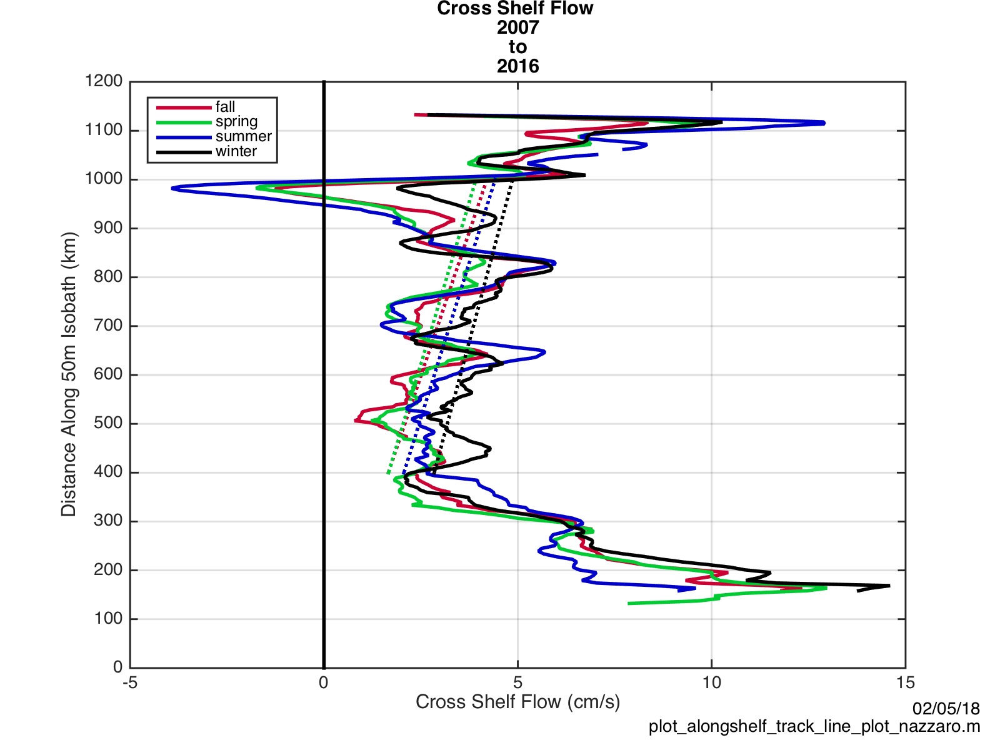 Cross Shelf Flow
2007
to
2016
1200
1100
1000
900
800
700
600
500
400
300
200
100
0
fall
spring
summer
winter
Distance Along 50m Isobath (km)
-5 0 5 10 15
Cross Shelf Flow (cm/s)
02/05/18
plot_alongshelf_track_line_plot_nazzaro.m